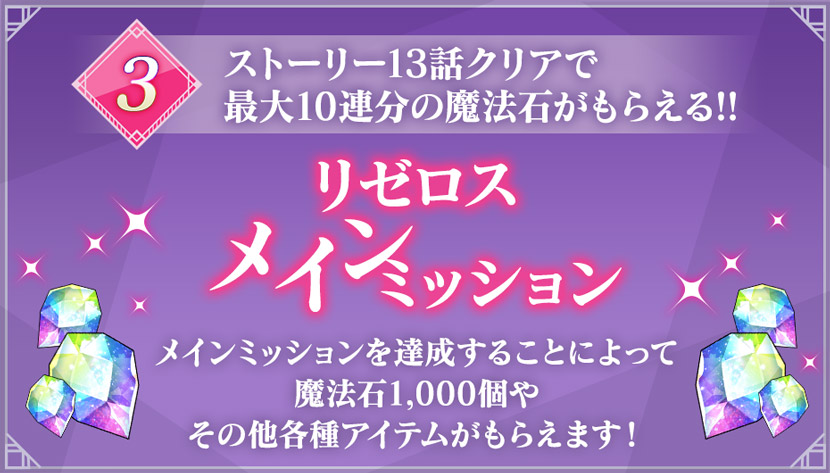 3
ストーリー13話クリアで
最大10連分の魔法石がもらえる!!
リゼロス
メインミッション
メインミッションを達成することによって
魔法石1,000個や
その他各種アイテムがもらえます!